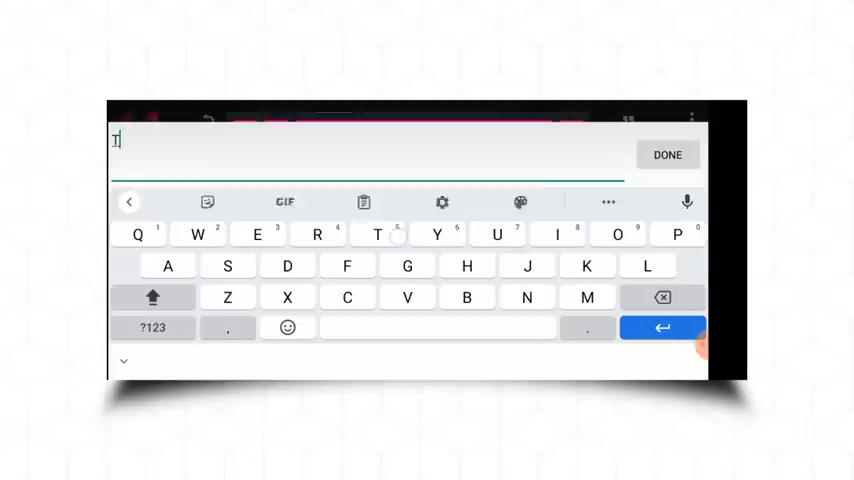 T
DONE
GIF
Q 1 W 2 E 3 R 4 T 5 Y 6 U 7 I 8 O 9 P 0
A S D F G H J K L
Z X C V B N M
?123 , .